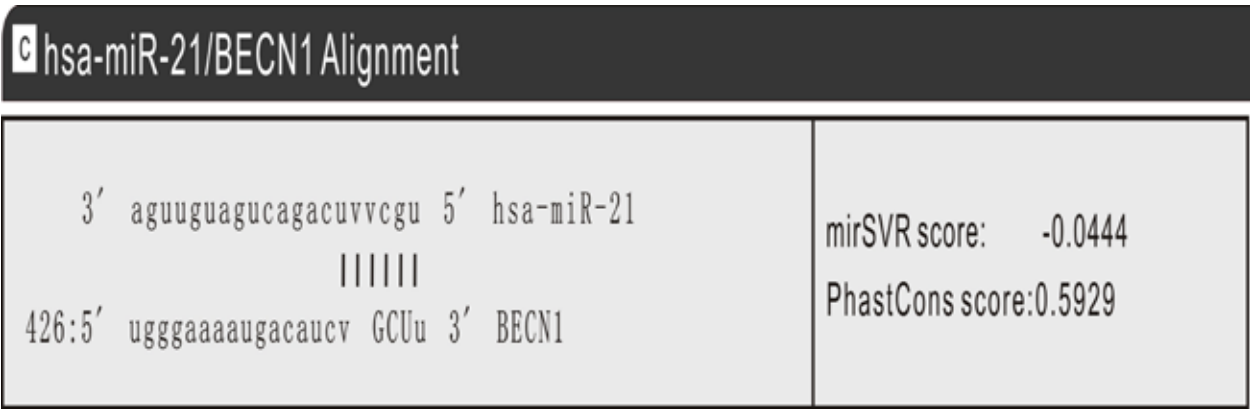 C hsa-miR-21/BECN1 Alignment
3′ aguuguagucagacuvvcgu 5′ hsa-miR-21
||||||
426:5′ ugggaaaaugacaucv GCUu 3′ BECN1
mirSVR score: -0.0444
PhastCons score:0.5929